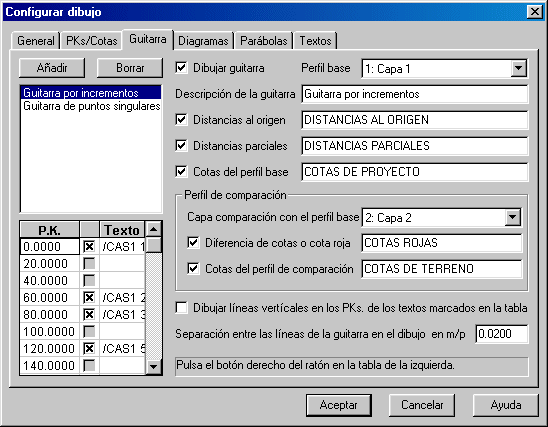 Configurar dibujo
General PKs/Cotas Guitarra Diagramas Parábolas Textos
Añadir Borrar
Guitarra por incrementos
Guitarra de puntos singulares
P.K. Texto
0.0000 /CAS1 1
20.0000
40.0000
60.0000 /CAS1 2
80.0000 /CAS1 3
100.0000
120.0000 /CAS1 5
140.0000
Dibujar guitarra Perfil base 1: Capa 1
Descripción de la guitarra Guitarra por incrementos
Distancias al origen DISTANCIAS AL ORIGEN
Distancias parciales DISTANCIAS PARCIALES
Cotas del perfil base COTAS DE PROYECTO
Perfil de comparación
Capa comparación con el perfil base 2: Capa 2
Diferencia de cotas o cota roja COTAS ROJAS
Cotas del perfil de comparación COTAS DE TERRENO
Dibujar líneas vertícales en los PKs. de los textos marcados en la tabla
Separación entre las líneas de la guitarra en el dibujo en m/p 0.0200
Pulsa el botón derecho del ratón en la tabla de la izquierda.
Aceptar Cancelar Ayuda